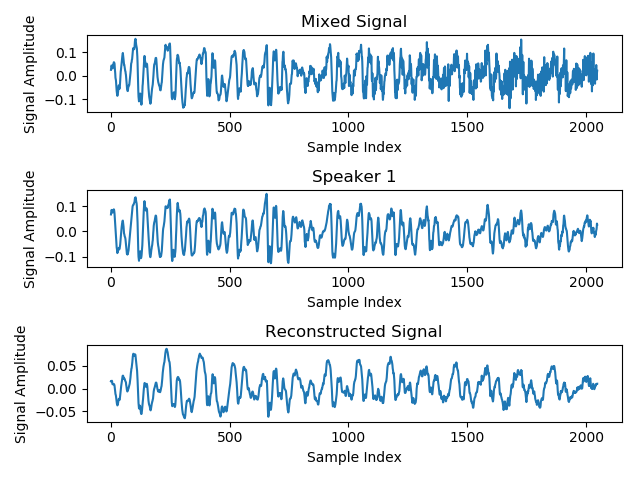 Mixed Signal
Signal Amplitude
0.1
0.0
−0.1
0
500
1000
1500
2000
Sample Index
Speaker 1
Signal Amplitude
0.1
0.0
−0.1
0
500
1000
1500
2000
Sample Index
Reconstructed Signal
Signal Amplitude
0.05
0.00
−0.05
0
500
1000
1500
2000
Sample Index